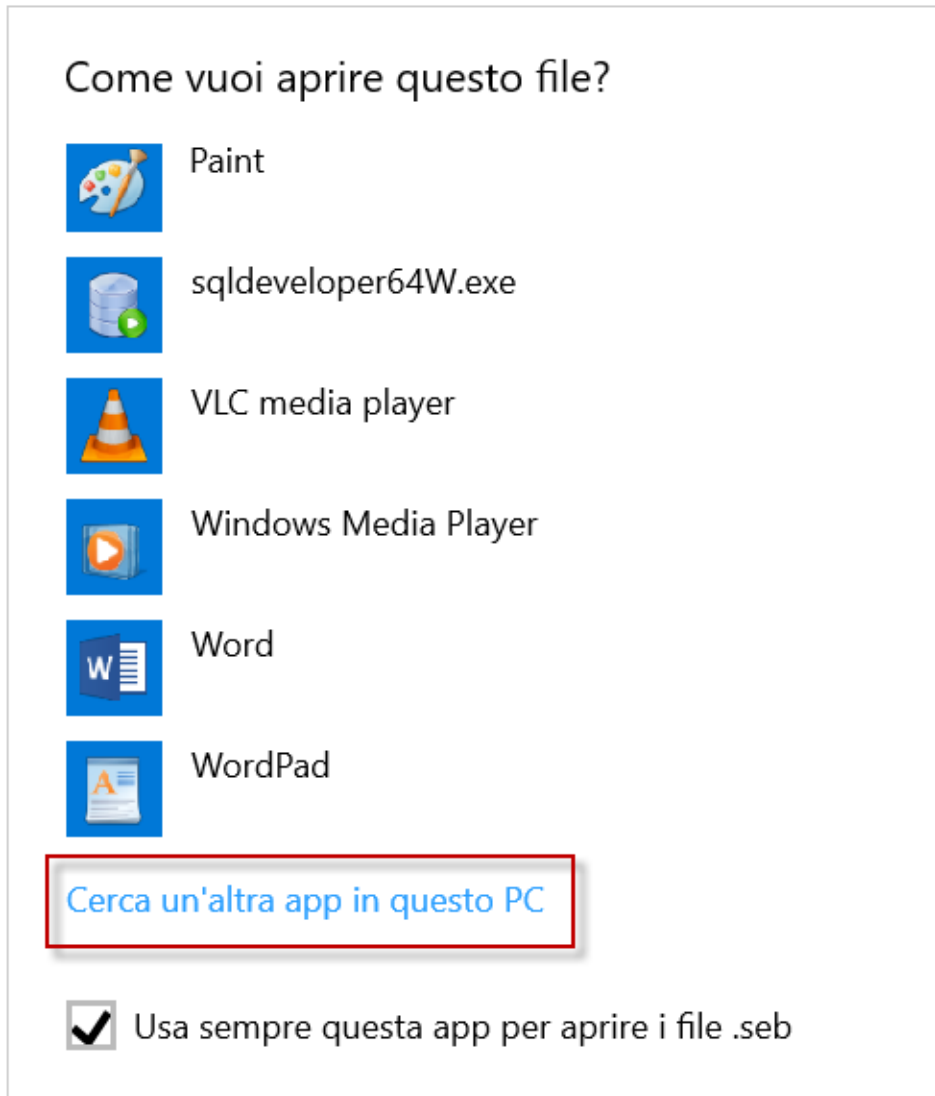 Come vuoi aprire questo file?
Paint
sqldeveloper64W.exe
VLC media player
Windows Media Player
W
Word
A
WordPad
Cerca un'altra app in questo PC
Usa sempre questa app per aprire i file .seb